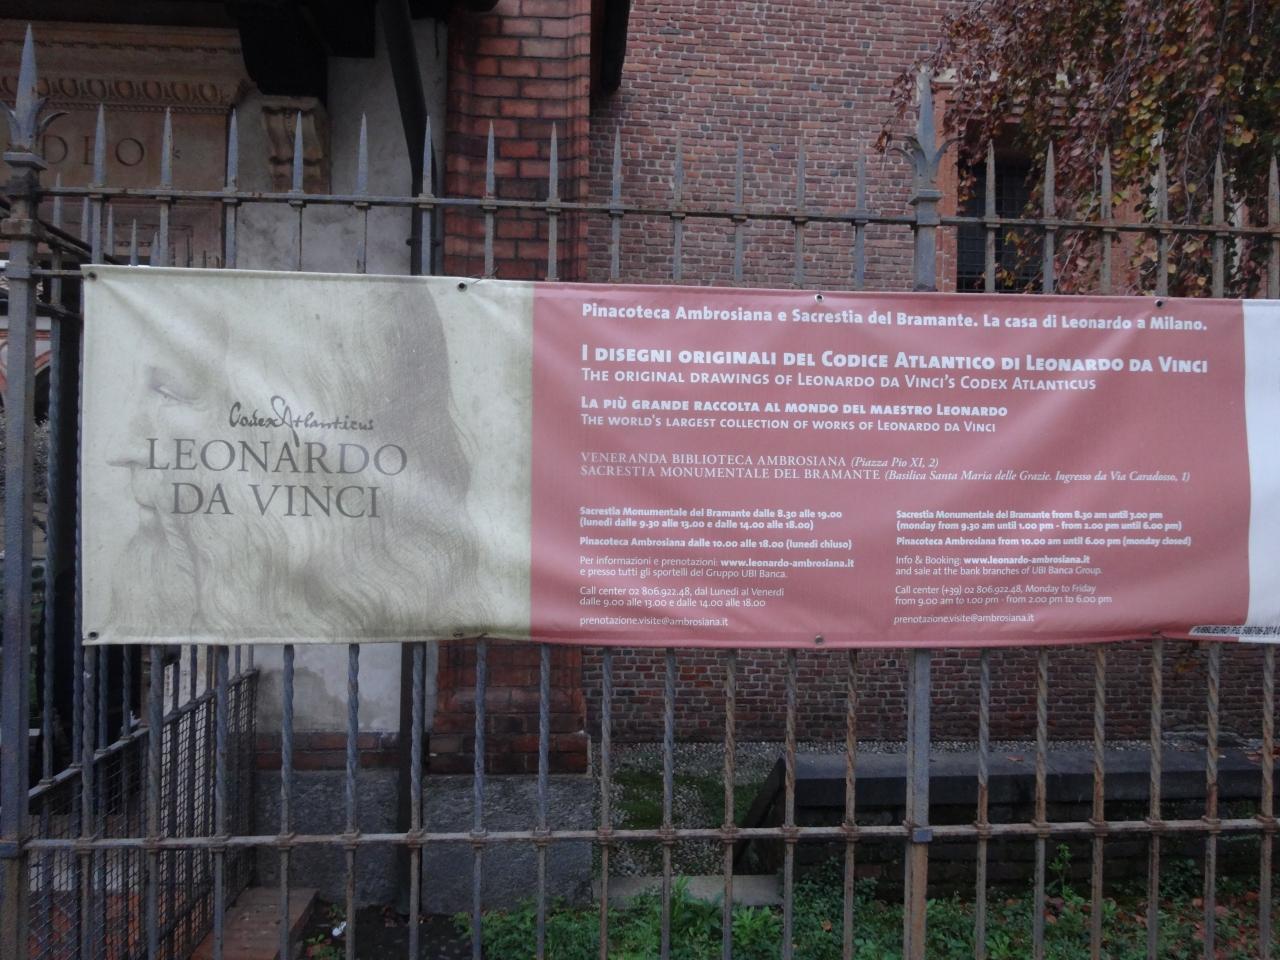 DEO
Codex Atlanticus
LEONARDO
DA VINCI
Pinacoteca Ambrosiana e Sacrestia del Bramante. La casa di Leonardo a Milano.
I DISEGNI ORIGINALI DEL CODICE ATLANTICO DI LEONARDO DA VINCI
THE ORIGINAL DRAWINGS OF LEONARDO DA VINCI'S CODEX ATLANTICUS
LA PIÙ GRANDE RACCOLTA AL MONDO DEL MAESTRO LEONARDO
THE WORLD'S LARGEST COLLECTION OF WORKS OF LEONARDO DA VINCI
VENERANDA BIBLIOTECA AMBROSIANA (Piazza Pio XI, 2)
SACRESTIA MONUMENTALE DEL BRAMANTE (Basilica Santa Maria delle Grazie. Ingresso da Via Caradosso, 1)
Sacrestia Monumentale del Bramante dalle 8.30 alle 19.00
(lunedì dalle 9.30 alle 13.00 e dalle 14.00 alle 18.00)
Pinacoteca Ambrosiana dalle 10.00 alle 18.00 (lunedì chiuso)
Per informazioni e prenotazioni: www.leonardo-ambrosiana.it
e presso tutti gli sportelli del Gruppo UBI Banca.
Call center 02 806.922.48, dal Lunedì al Venerdì
dalle 9.00 alle 13.00 e dalle 14.00 alle 18.00
prenotazione.visite@ambrosiana.it
Sacrestia Monumentale del Bramante from 8.30 am until 7.00 pm
(monday from 9.30 am until 1.00 pm - from 2.00 pm until 6.00 pm)
Pinacoteca Ambrosiana from 10.00 am until 6.00 pm (monday closed)
Info & Booking: www.leonardo-ambrosiana.it
and sale at the bank branches of UBI Banca Group.
Call center (+39) 02 806.922.48, Monday to Friday
from 9.00 am to 1.00 pm - from 2.00 pm to 6.00 pm
prenotazione.visite@ambrosiana.it